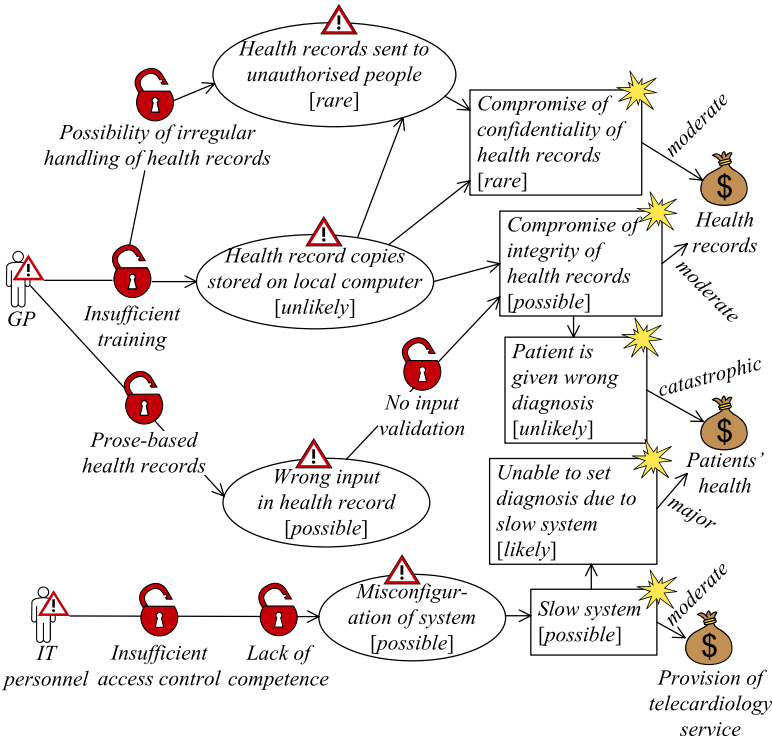 Health records sent to
unauthorised people
[rare]
Possibility of irregular
handling of health records
Compromise of
confidentiality of
health records
[rare]
moderate
$
Health
records
GP
Insufficient
training
Health record copies
stored on local computer
[unlikely]
Compromise of
integrity of
health records
[possible]
moderate
Patient is
given wrong
diagnosis
[unlikely]
catastrophic
$
Patients’
health
No input
validation
Prose-based
health records
Wrong input
in health record
[possible]
Unable to set
diagnosis due to
slow system
[likely]
major
IT
personnel
Insufficient
access control
Lack of
competence
Misconfigur-
ation of system
[possible]
Slow system
[possible]
moderate
$
Provision of
telecardiology
service